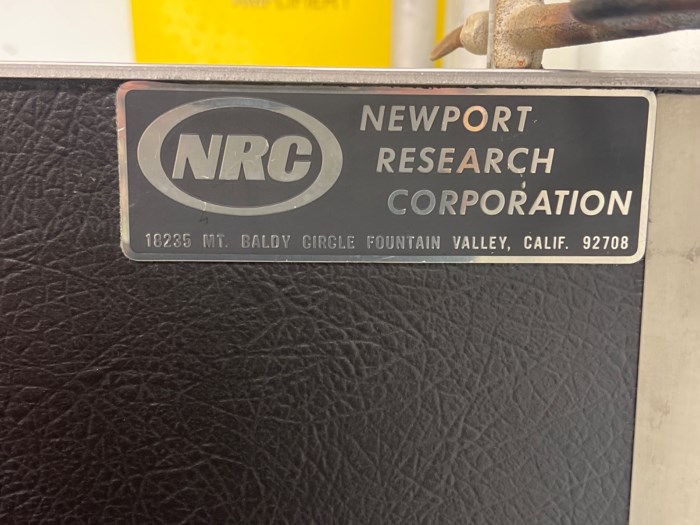 NRC
NEWPORT
RESEARCH
CORPORATION
18235 MT. BALDY CIRCLE FOUNTAIN VALLEY, CALIF. 92708